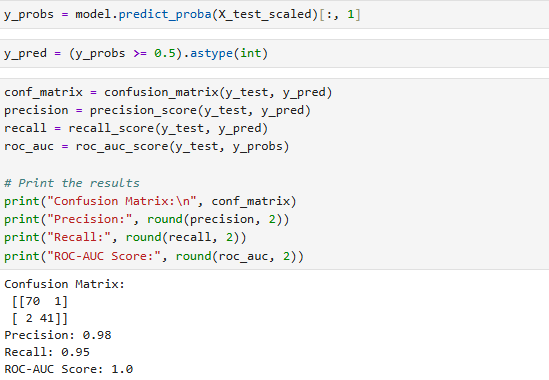 y_probs = model.predict_proba(X_test_scaled)[:, 1]
y_pred = (y_probs >= 0.5).astype(int)
conf_matrix = confusion_matrix(y_test, y_pred)
precision = precision_score(y_test, y_pred)
recall = recall_score(y_test, y_pred)
roc_auc = roc_auc_score(y_test, y_probs)
# Print the results
print("Confusion Matrix:\n", conf_matrix)
print("Precision:", round(precision, 2))
print("Recall:", round(recall, 2))
print("ROC-AUC Score:", round(roc_auc, 2))
Confusion Matrix:
[[70  1]
[ 2 41]]
Precision: 0.98
Recall: 0.95
ROC-AUC Score: 1.0